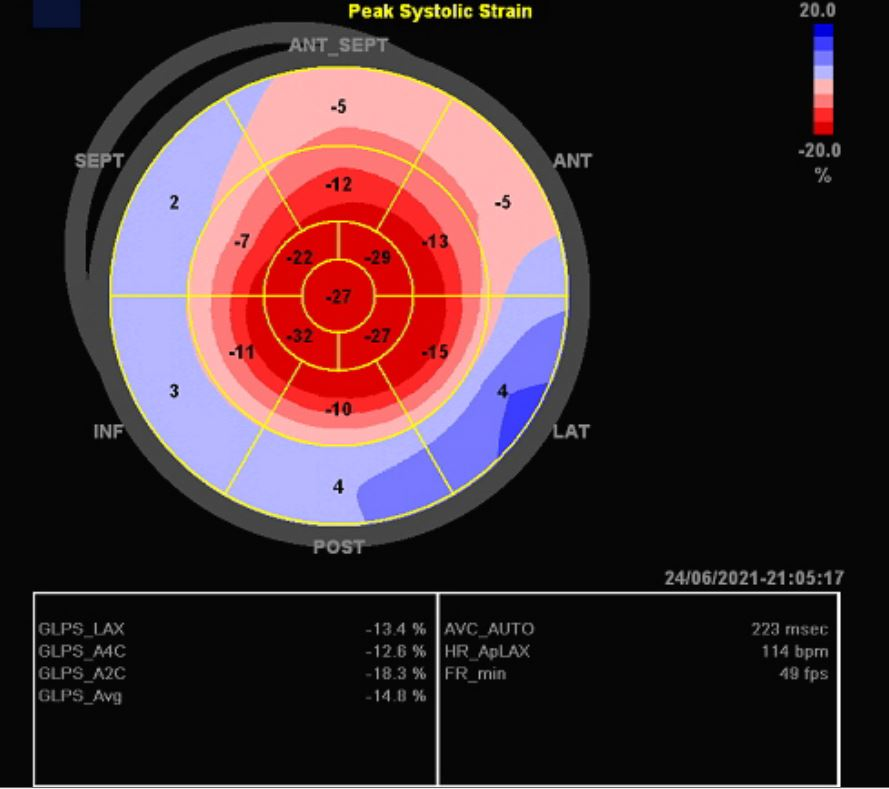 Peak Systolic Strain
20.0
ANT_SEPT
-5
SEPT
ANT
-20.0
%
-12
2
-5
-7
-13
-22
-29
-27
-32
-27
-11
-15
3
4
-10
INF
LAT
4
POST
24/06/2021-21:05:17
GLPS_LAX -13.4 %
GLPS_A4C -12.6 %
GLPS_A2C -18.3 %
GLPS_Avg -14.8 %
AVC_AUTO 223 msec
HR_ApLAX 114 bpm
FR_min 49 fps